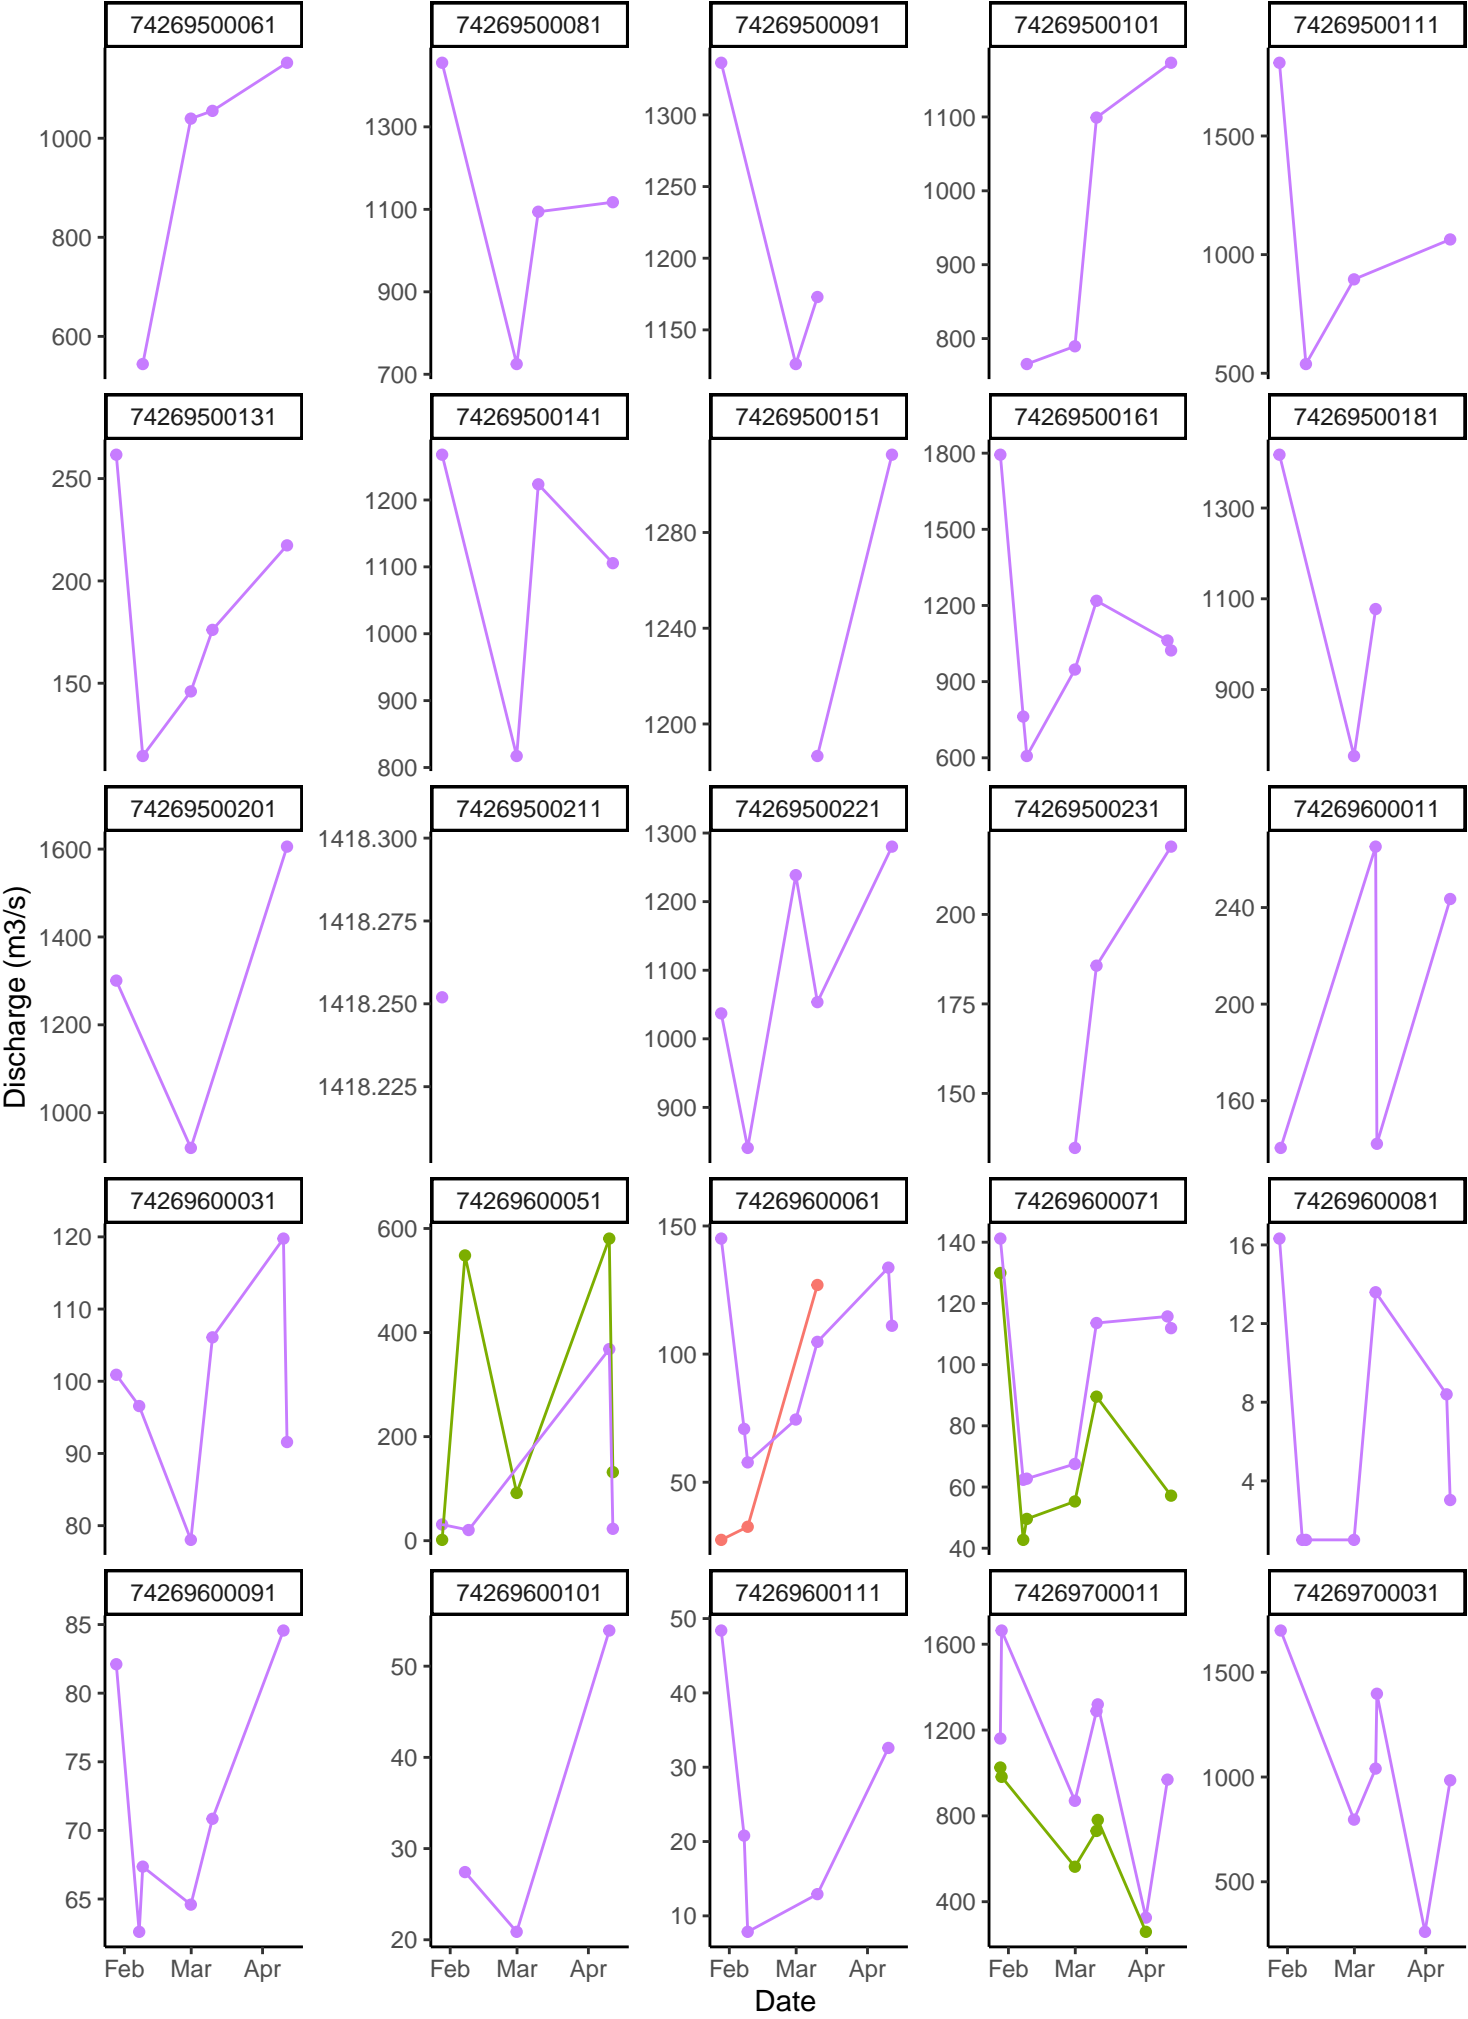 74269500061 74269500081 74269500091 74269500101 74269500111
1000 800 600
1300 1100 900 700
1300 1250 1200 1150
1100 1000 900 800
1500 1000 500
74269500131 74269500141 74269500151 74269500161 74269500181
250 200 150
1200 1100 1000 900 800
1280 1240 1200
1800 1500 1200 900 600
1300 1100 900
74269500201 74269500211 74269500221 74269500231 74269600011
1600 1400 1200 1000
1418.300 1418.275 1418.250 1418.225
1300 1200 1100 1000 900
200 175 150
240 200 160
Discharge (m3/s)
74269600031 74269600051 74269600061 74269600071 74269600081
120 110 100 90 80
600 400 200 0
150 100 50
140 120 100 80 60 40
16 12 8 4
74269600091 74269600101 74269600111 74269700011 74269700031
85 80 75 70 65
50 40 30 20
50 40 30 20 10
1600 1200 800 400
1500 1000 500
Feb Mar Apr Feb Mar Apr Feb Mar Apr Feb Mar Apr Feb Mar Apr
Date